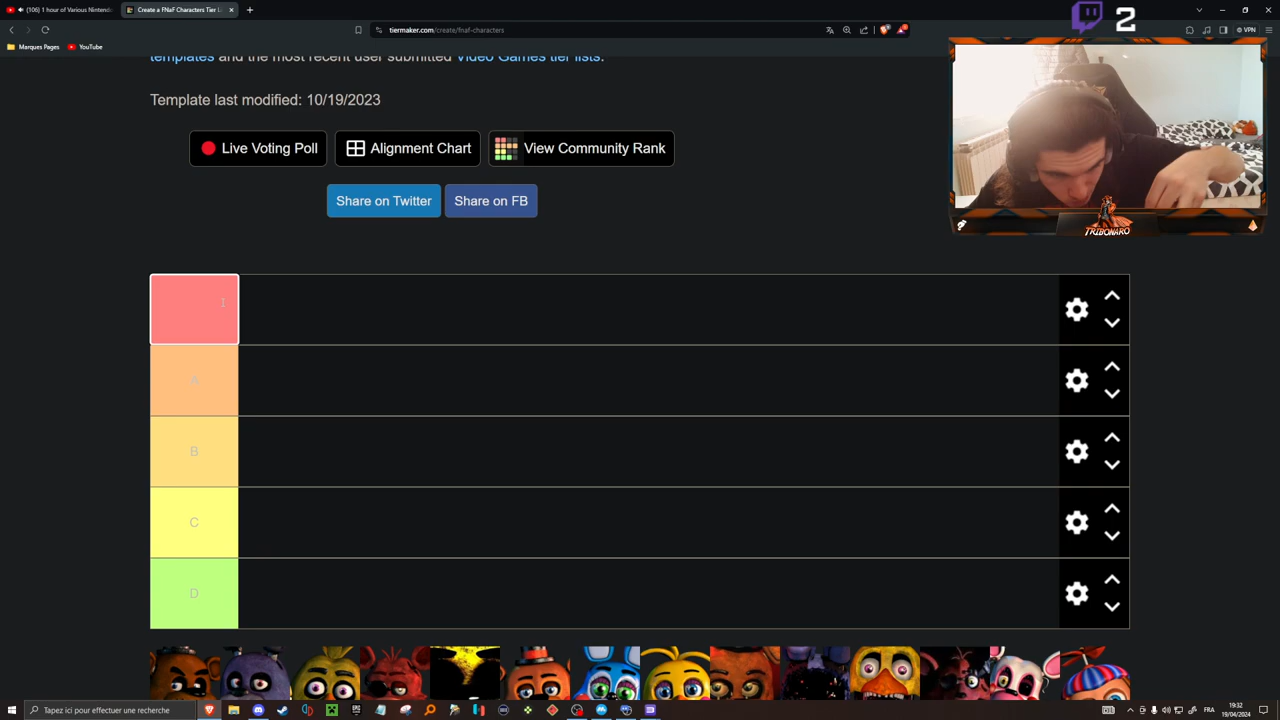 (106) 1 hour of Various Nintend
Create a FNaF Characters Tier L
tiermaker.com/create/fnaf-characters
VPN
Marques Pages
YouTube
2
templates and the most recent user submitted Video Games tier lists.
Template last modified: 10/19/2023
Live Voting Poll
Alignment Chart
View Community Rank
Share on Twitter
Share on FB
TRIBONARO
1
A
B
C
D
Tapez ici pour effectuer une recherche
FRA
19:32
19/04/2024